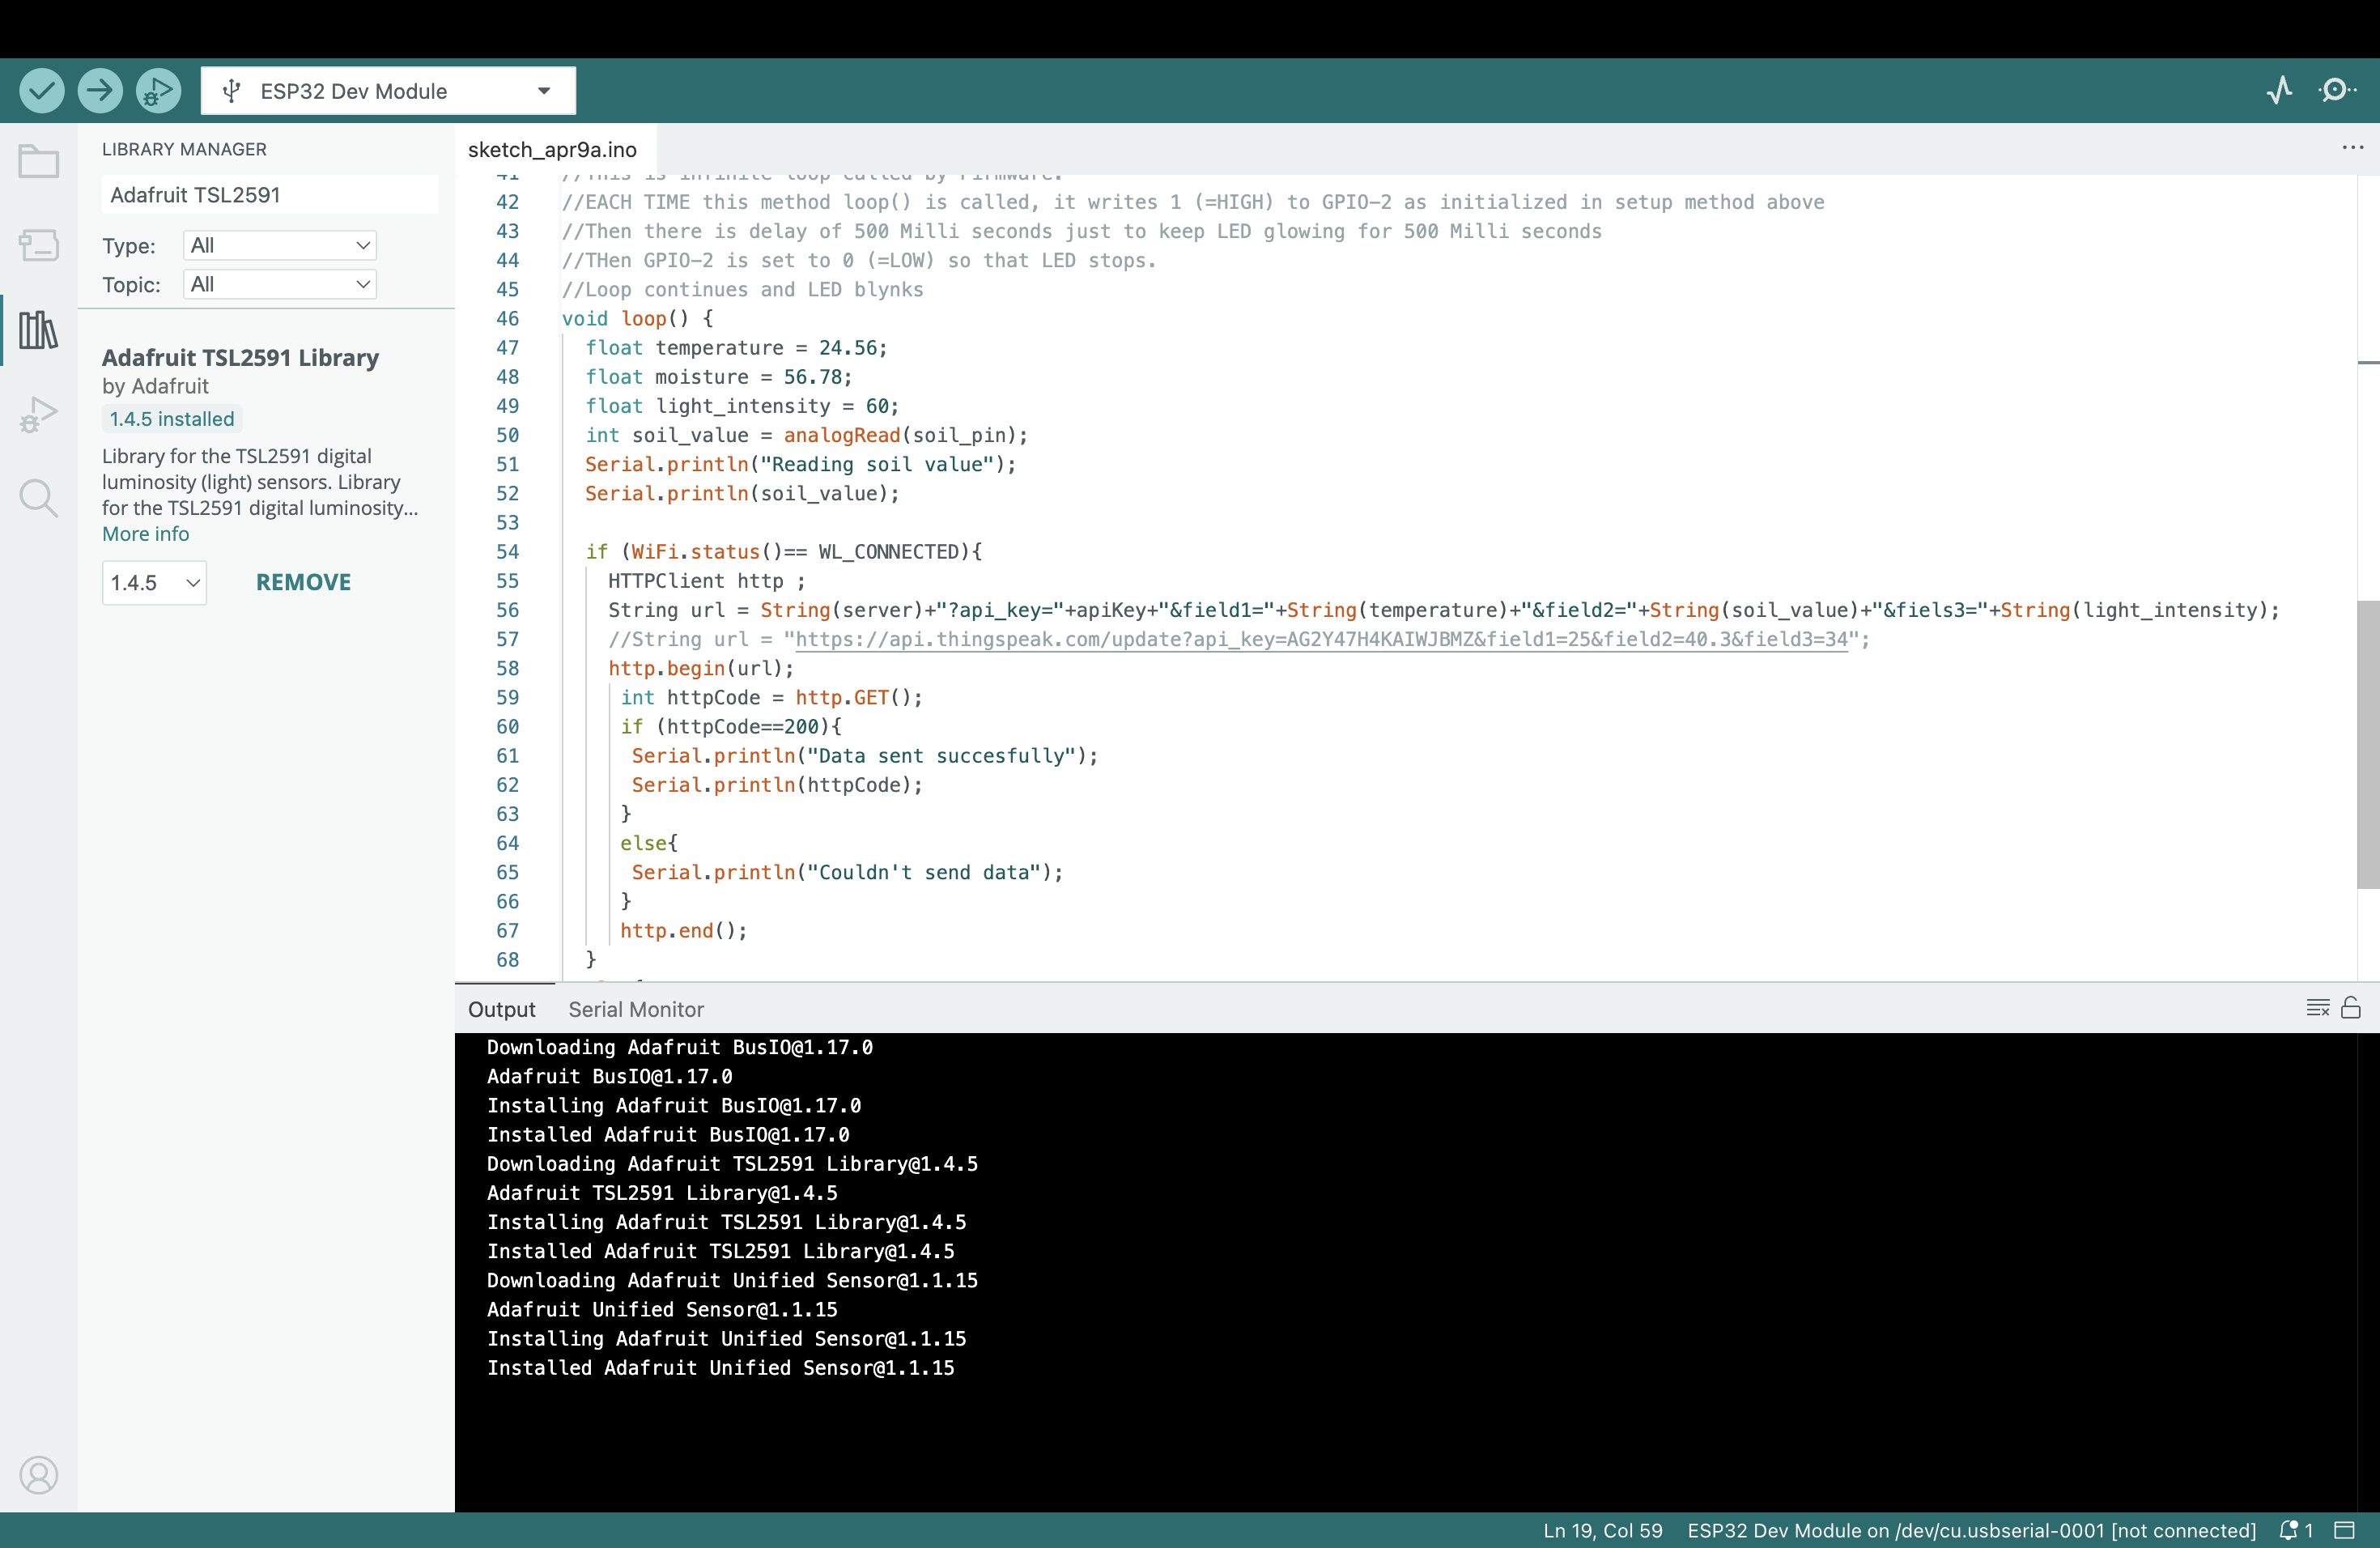 ESP32 Dev Module
LIBRARY MANAGER
Adafruit TSL2591
Type: All
Topic: All
Adafruit TSL2591 Library
by Adafruit
1.4.5 installed
Library for the TSL2591 digital
luminosity (light) sensors. Library
for the TSL2591 digital luminosity...
More info
1.4.5 REMOVE
sketch_apr9a.ino
41 //This is infinite loop called by Firmware.
42 //EACH TIME this method loop() is called, it writes 1 (=HIGH) to GPIO-2 as initialized in setup method above
43 //Then there is delay of 500 Milli seconds just to keep LED glowing for 500 Milli seconds
44 //THen GPIO-2 is set to 0 (=LOW) so that LED stops.
45 //Loop continues and LED blynks
46 void loop() {
47 float temperature = 24.56;
48 float moisture = 56.78;
49 float light_intensity = 60;
50 int soil_value = analogRead(soil_pin);
51 Serial.println("Reading soil value");
52 Serial.println(soil_value);
53
54 if (WiFi.status()== WL_CONNECTED){
55 HTTPClient http ;
56 String url = String(server)+"?api_key="+apiKey+"&field1="+String(temperature)+"&field2="+String(soil_value)+"&fiels3="+String(light_intensity);
57 //String url = "https://api.thingspeak.com/update?api_key=AG2Y47H4KAIWJBMZ&field1=25&field2=40.3&field3=34";
58 http.begin(url);
59 int httpCode = http.GET();
60 if (httpCode==200){
61 Serial.println("Data sent succesfully");
62 Serial.println(httpCode);
63 }
64 else{
65 Serial.println("Couldn't send data");
66 }
67 http.end();
68 }
Output Serial Monitor
Downloading Adafruit BusIO@1.17.0
Adafruit BusIO@1.17.0
Installing Adafruit BusIO@1.17.0
Installed Adafruit BusIO@1.17.0
Downloading Adafruit TSL2591 Library@1.4.5
Adafruit TSL2591 Library@1.4.5
Installing Adafruit TSL2591 Library@1.4.5
Installed Adafruit TSL2591 Library@1.4.5
Downloading Adafruit Unified Sensor@1.1.15
Adafruit Unified Sensor@1.1.15
Installing Adafruit Unified Sensor@1.1.15
Installed Adafruit Unified Sensor@1.1.15
Ln 19, Col 59 ESP32 Dev Module on /dev/cu.usbserial-0001 [not connected] 1